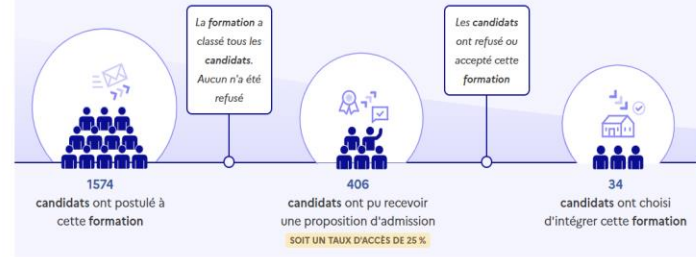 La formation a
classé tous les
candidats.
Aucun n'a été
refusé
Les candidats
ont refusé ou
accepté cette
formation
1574
candidats ont postulé à
cette formation
406
candidats ont pu recevoir
une proposition d'admission
SOIT UN TAUX D'ACCÈS DE 25 %
34
candidats ont choisi
d'intégrer cette formation